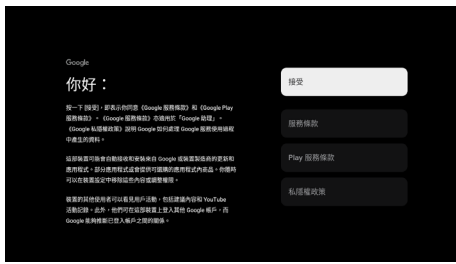 Google
你好：
按一下 [接受]，即表示你同意《Google 服務條款》和《Google Play
服務條款》。《Google 服務條款》亦適用於「Google 助理」。
《Google 私隱權政策》說明 Google 如何處理 Google 服務使用過程
中產生的資料。
這部裝置可能會自動接收和安裝來自 Google 或裝置製造商的更新和
應用程式。部分應用程式或會提供可選購的應用程式內商品。你隨時
可以在裝置設定中移除這些內容或調整權限。
裝置的其他使用者可以看見用戶活動，包括建議內容和 YouTube
活動記錄。此外，他們可在這部裝置上登入其他 Google 帳戶，而
Google 能夠推斷已登入帳戶之間的關係。
接受
服務條款
Play 服務條款
私隱權政策